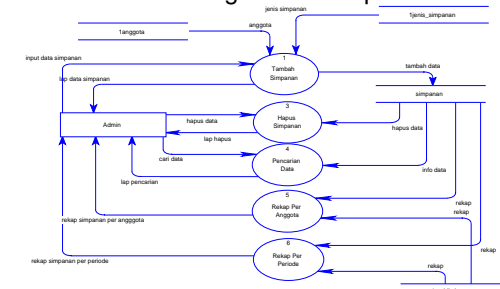 jenis simpanan
1jenis_simpanan
anggota
1anggota
input data simpanan
1
Tambah
Simpanan
tambah data
lap data simpanan
simpanan
3
Hapus
Simpanan
hapus data
Admin
hapus data
lap hapus
4
Pencarian
Data
cari data
info data
lap pencarian
5
Rekap Per
Anggota
rekap
rekap
rekap simpanan per angggota
6
Rekap Per
Periode
rekap
rekap simpanan per periode
rekap